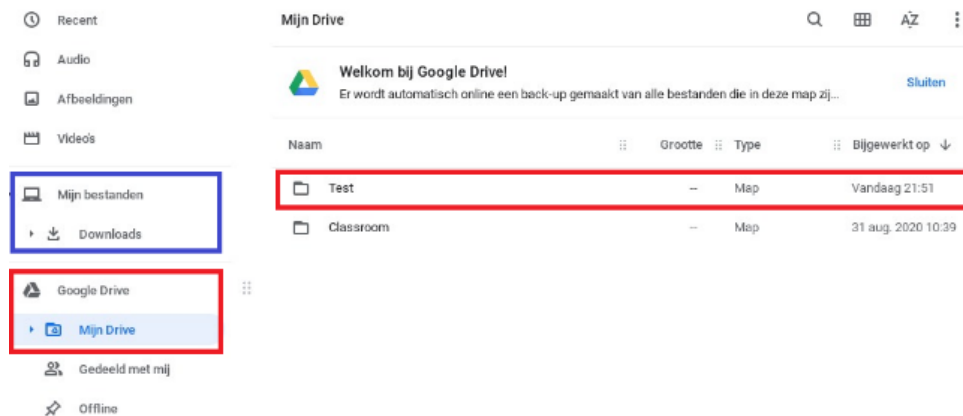 Recent
Audio
Afbeeldingen
Video's
Mijn bestanden
Downloads
Google Drive
Mijn Drive
Gedeeld met mij
Offline
Mijn Drive
AZ
Welkom bij Google Drive!
Er wordt automatisch online een back-up gemaakt van alle bestanden die in deze map zij...
Sluiten
Naam Grootte Type Bijgewerkt op
Test -- Map Vandaag 21:51
Classroom -- Map 31 aug. 2020 10:39